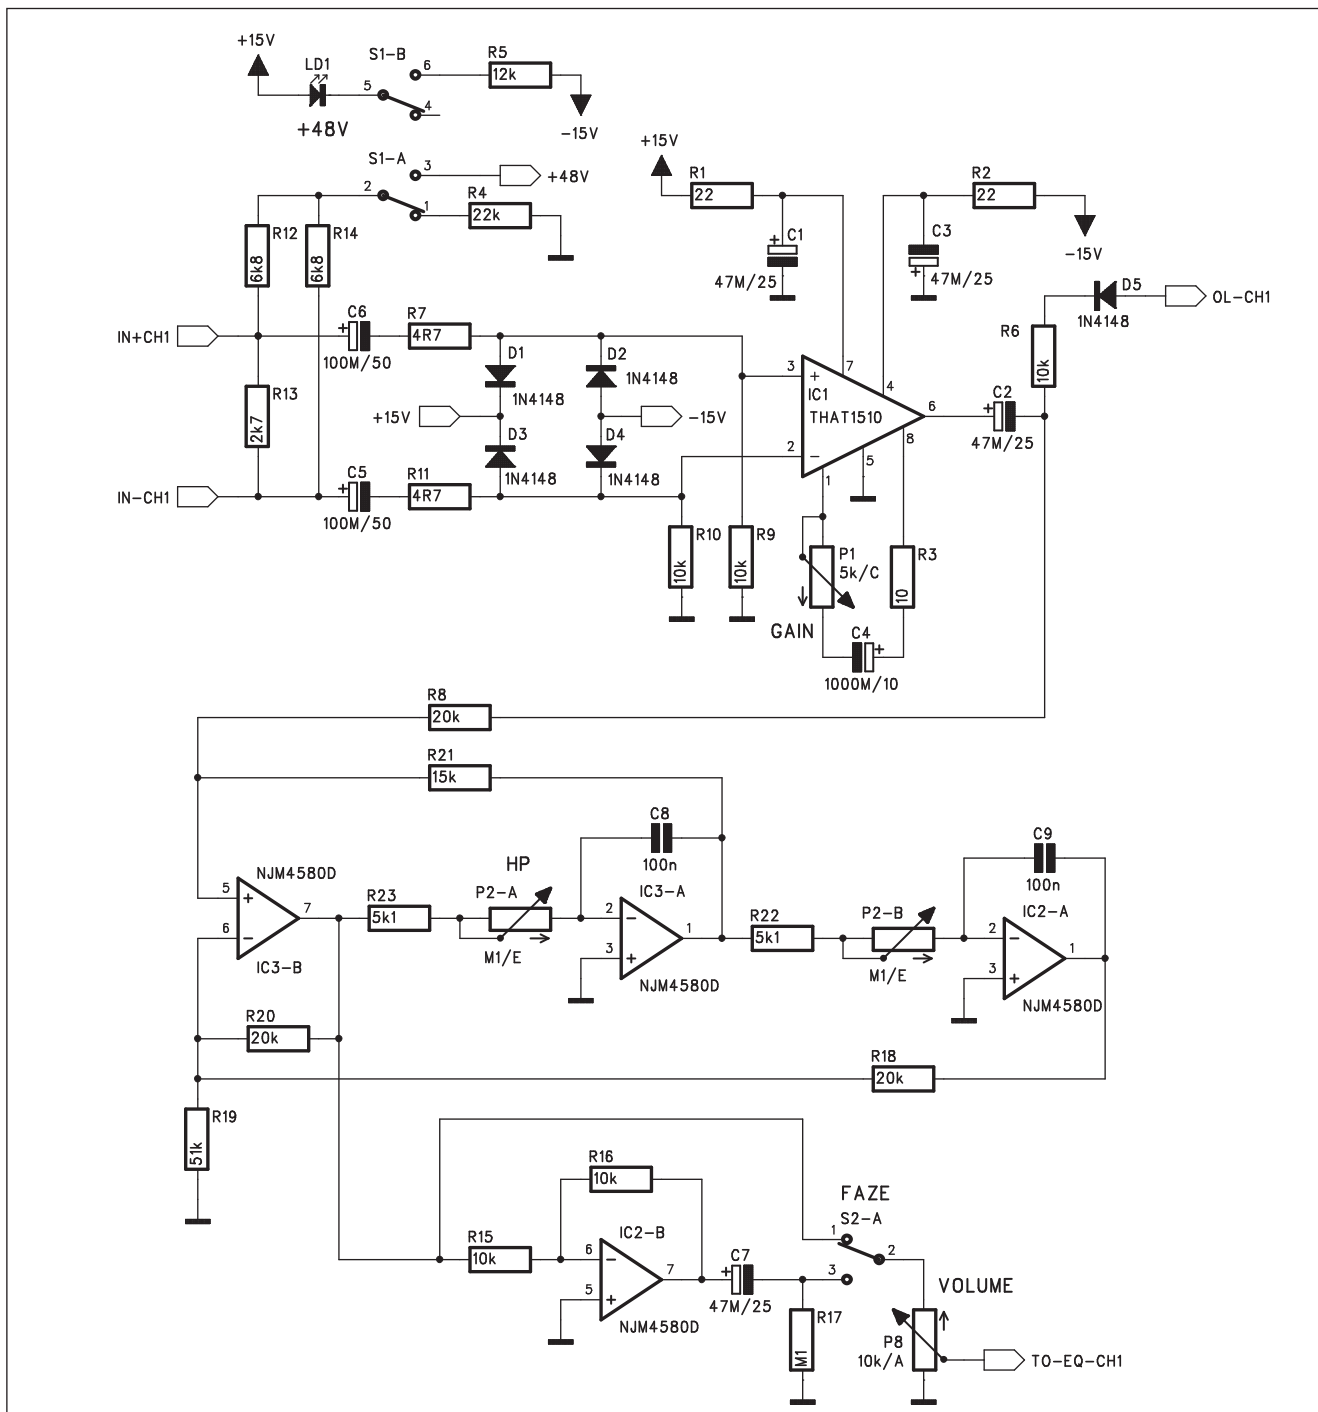 +15V
LD1
+48V
S1-B
5
6
4
R5
12k
-15V
S1-A
2
3
1
+48V
R4
22k
R12
6k8
R14
6k8
+15V
R1
22
C1
47M/25
R2
22
C3
47M/25
-15V
D5
1N4148
OL-CH1
IN+CH1
C6
100M/50
R7
4R7
R13
2k7
D1
1N4148
D2
1N4148
+15V
-15V
D3
1N4148
D4
1N4148
IN-CH1
C5
100M/50
R11
4R7
3
+
IC1
THAT1510
2
−
7
4
6
8
5
1
R6
10k
C2
47M/25
R10
10k
R9
10k
P1
5k/C
R3
10
GAIN
C4
1000M/10
R8
20k
R21
15k
C8
100n
C9
100n
NJM4580D
5
+
6
−
7
IC3-B
R23
5k1
HP
P2-A
M1/E
IC3-A
2
−
3
+
1
NJM4580D
R22
5k1
P2-B
M1/E
IC2-A
2
−
3
+
1
NJM4580D
R20
20k
R18
20k
R19
51k
R16
10k
R15
10k
IC2-B
6
−
5
+
7
NJM4580D
C7
47M/25
R17
M1
FAZE
S2-A
1
2
3
VOLUME
P8
10k/A
TO-EQ-CH1